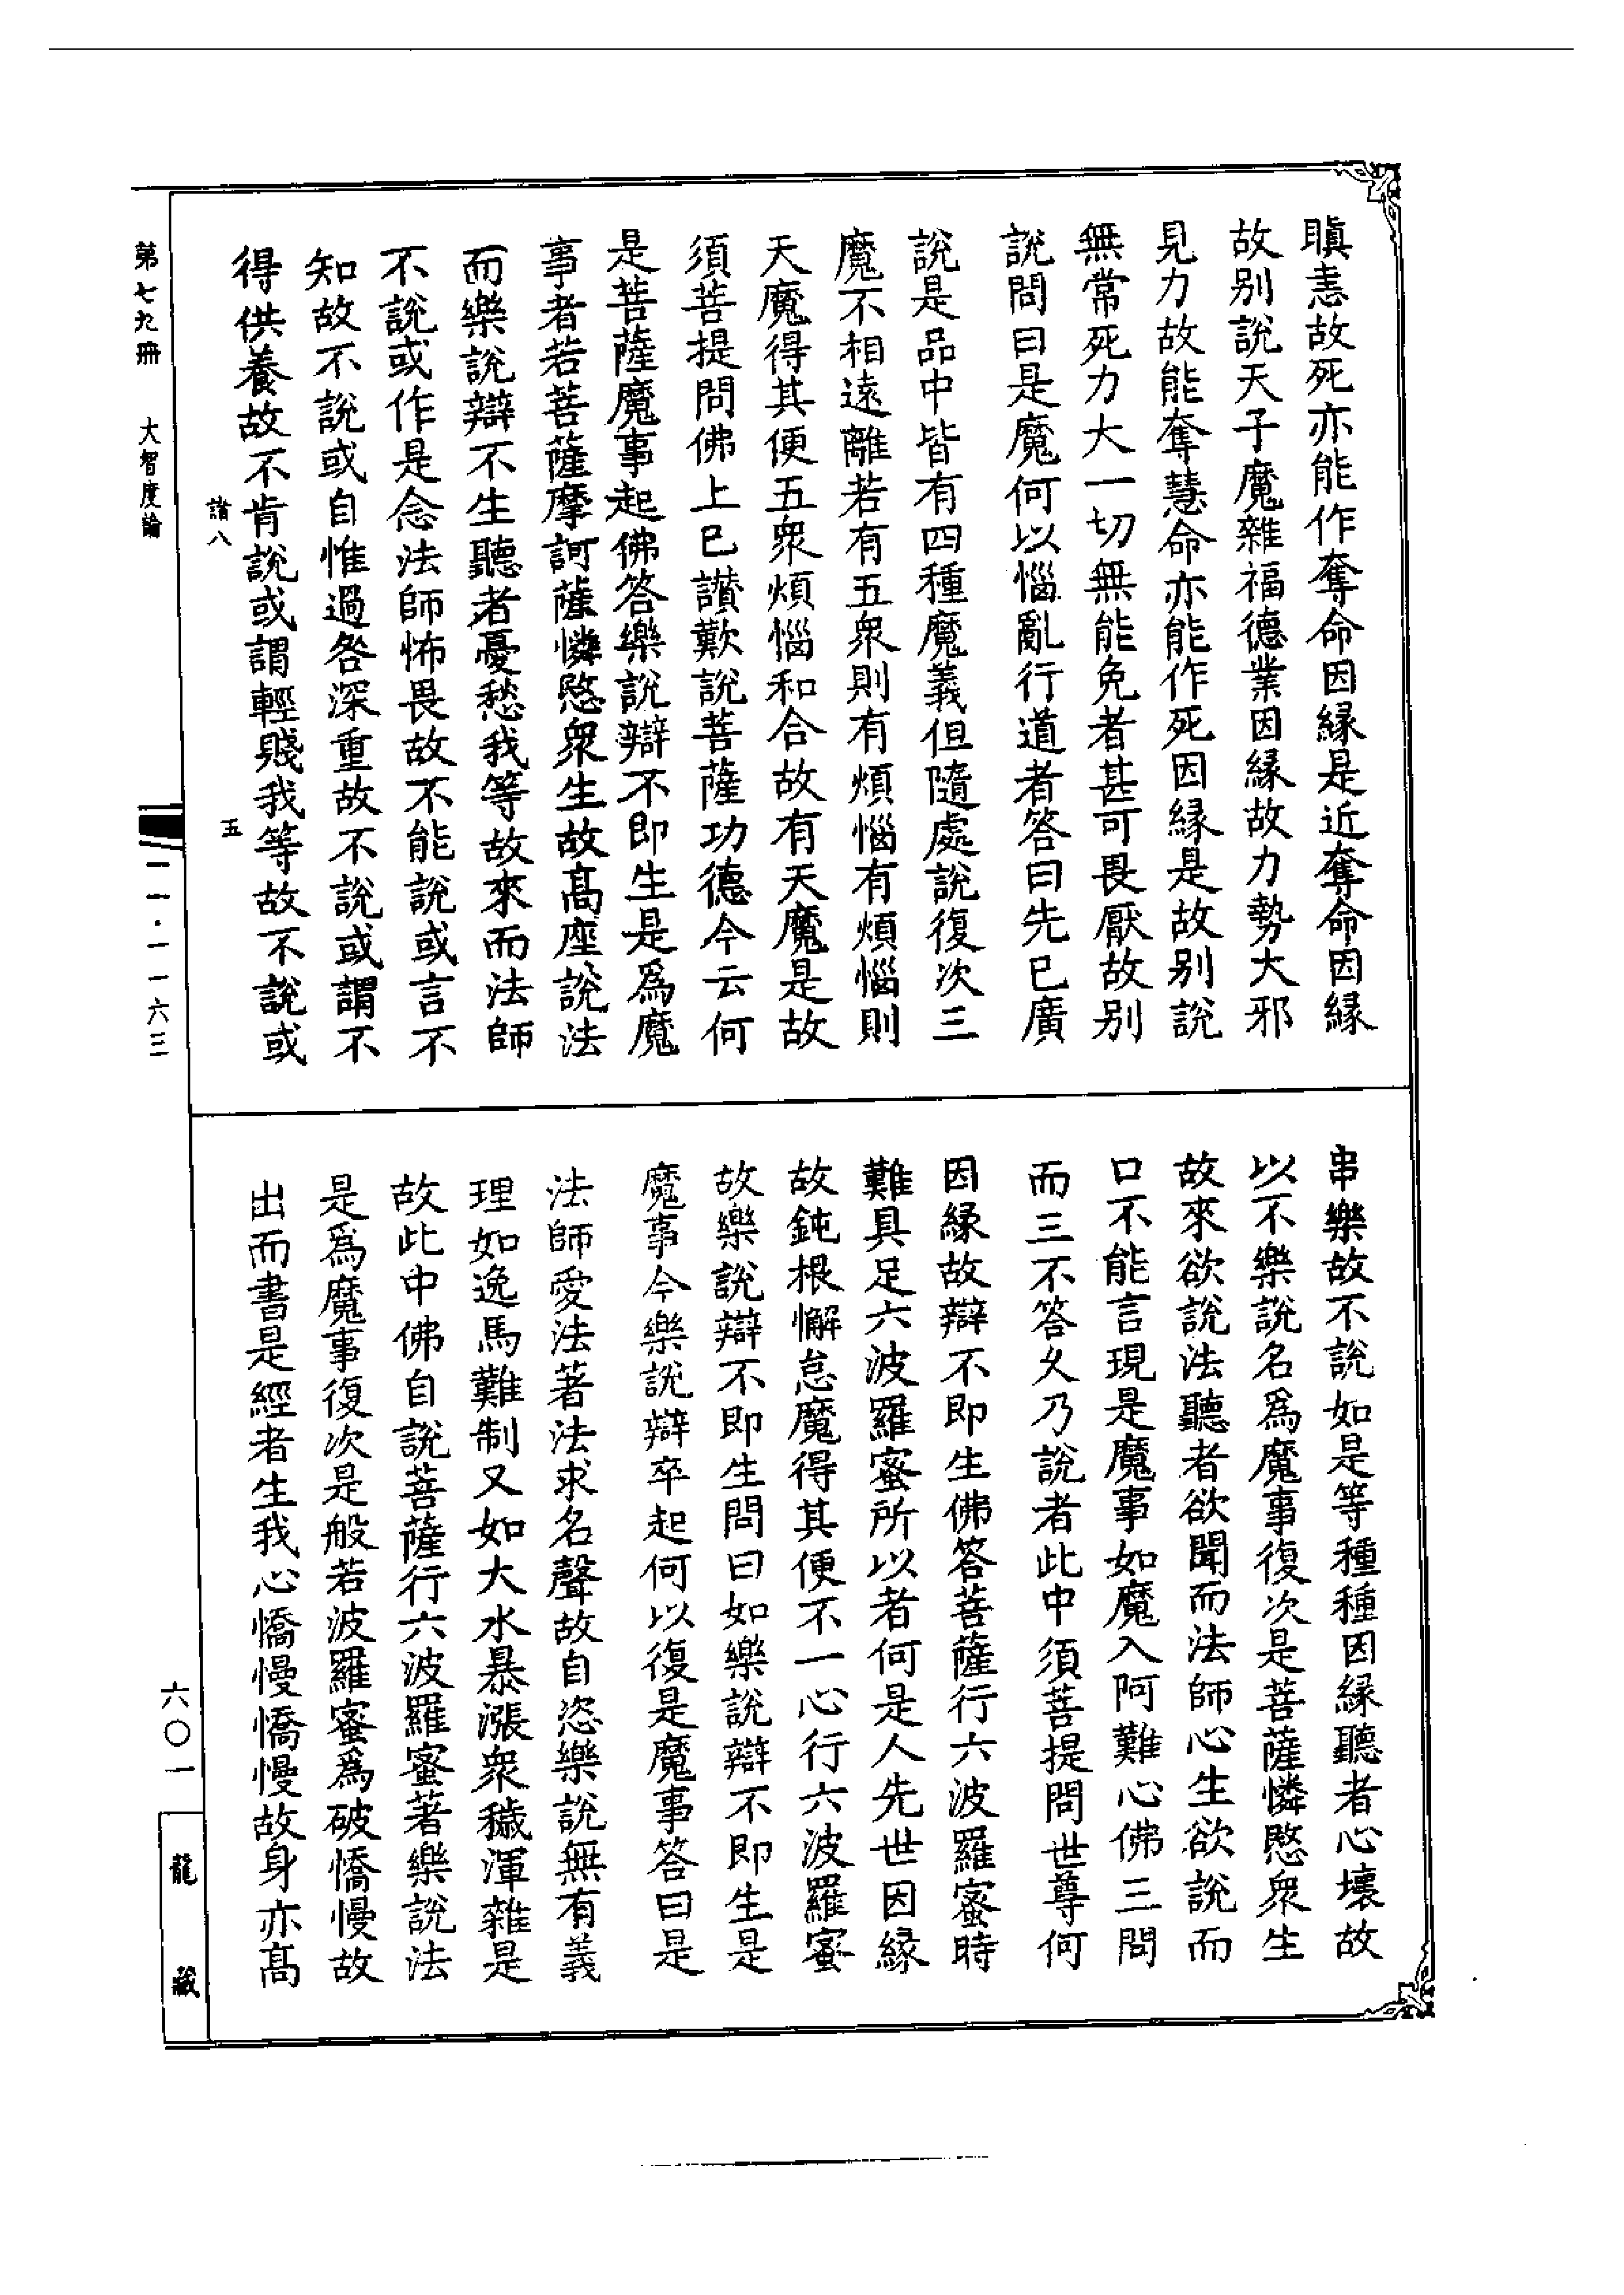 瞋恚故死亦能作奪命因緣是近奪命因緣
故别說天子魔雜福德業因緣故力勢大邪
見力故能奪慧命亦能作死因緣是故别說
無常死力大一切無能免者甚可畏厭故别
說問曰是魔何以惱亂行道者答曰先已廣
說是品中皆有四種魔義但隨處說復次三
魔不相遠離若有五衆則有煩惱有煩惱則
天魔得其便五衆煩惱和合故有天魔是故
須菩提問佛上已讃歎說菩薩功德今云何
是菩薩魔事起佛答樂說辯不即生是爲魔
事者若菩薩摩訶薩憐愍衆生故高座說法
而樂說辯不生聽者憂愁我等故來而法師
不說或作是念法師怖畏故不能說或言不
知故不說或自惟過咎深重故不說或謂不
得供養故不肯說或謂輕賤我等故不說或
串樂故不說如是等種種因緣聽者心壞故
以不樂說名爲魔事復次是菩薩憐愍衆生
故來欲說法聽者欲聞而法師心生欲說而
口不能言現是魔事如魔入阿難心佛三問
而三不答久乃說者此中須菩提問世尊何
因緣故辯不即生佛答菩薩行六波羅蜜時
難具足六波羅蜜所以者何是人先世因緣
故鈍根懈怠魔得其便不一心行六波羅蜜
故樂說辯不即生問曰如樂說辯不即生是
魔事今樂說辯卒起何以復是魔事答曰是
法師愛法著法求名聲故自恣樂說無有義
理如逸馬難制又如大水暴漲衆穢渾雜是
故此中佛自說菩薩行六波羅蜜著樂說法
是爲魔事復次是般若波羅蜜爲破憍慢故
出而書是經者生我心憍慢憍慢故身亦高
第七九冊 大智度論
諸八 五
一一·一一六三
六〇一
龍藏